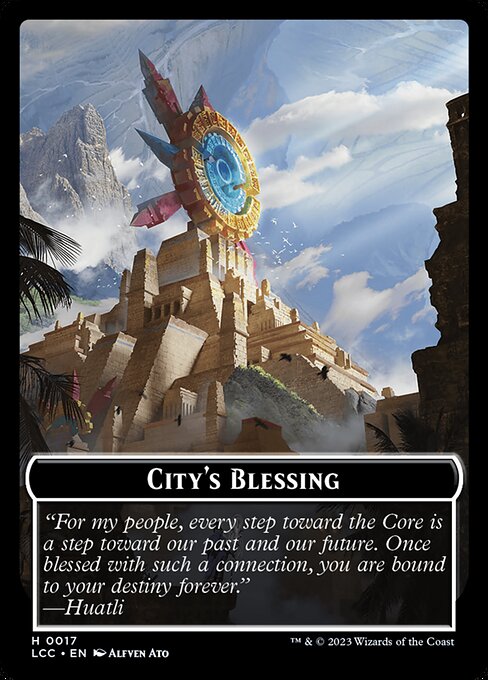 City's Blessing
“For my people, every step toward the Core is
a step toward our past and our future. Once
blessed with such a connection, you are bound
to your destiny forever.”
—Huatli
H 0017
LCC • EN Alfven Ato
™ & © 2023 Wizards of the Coast